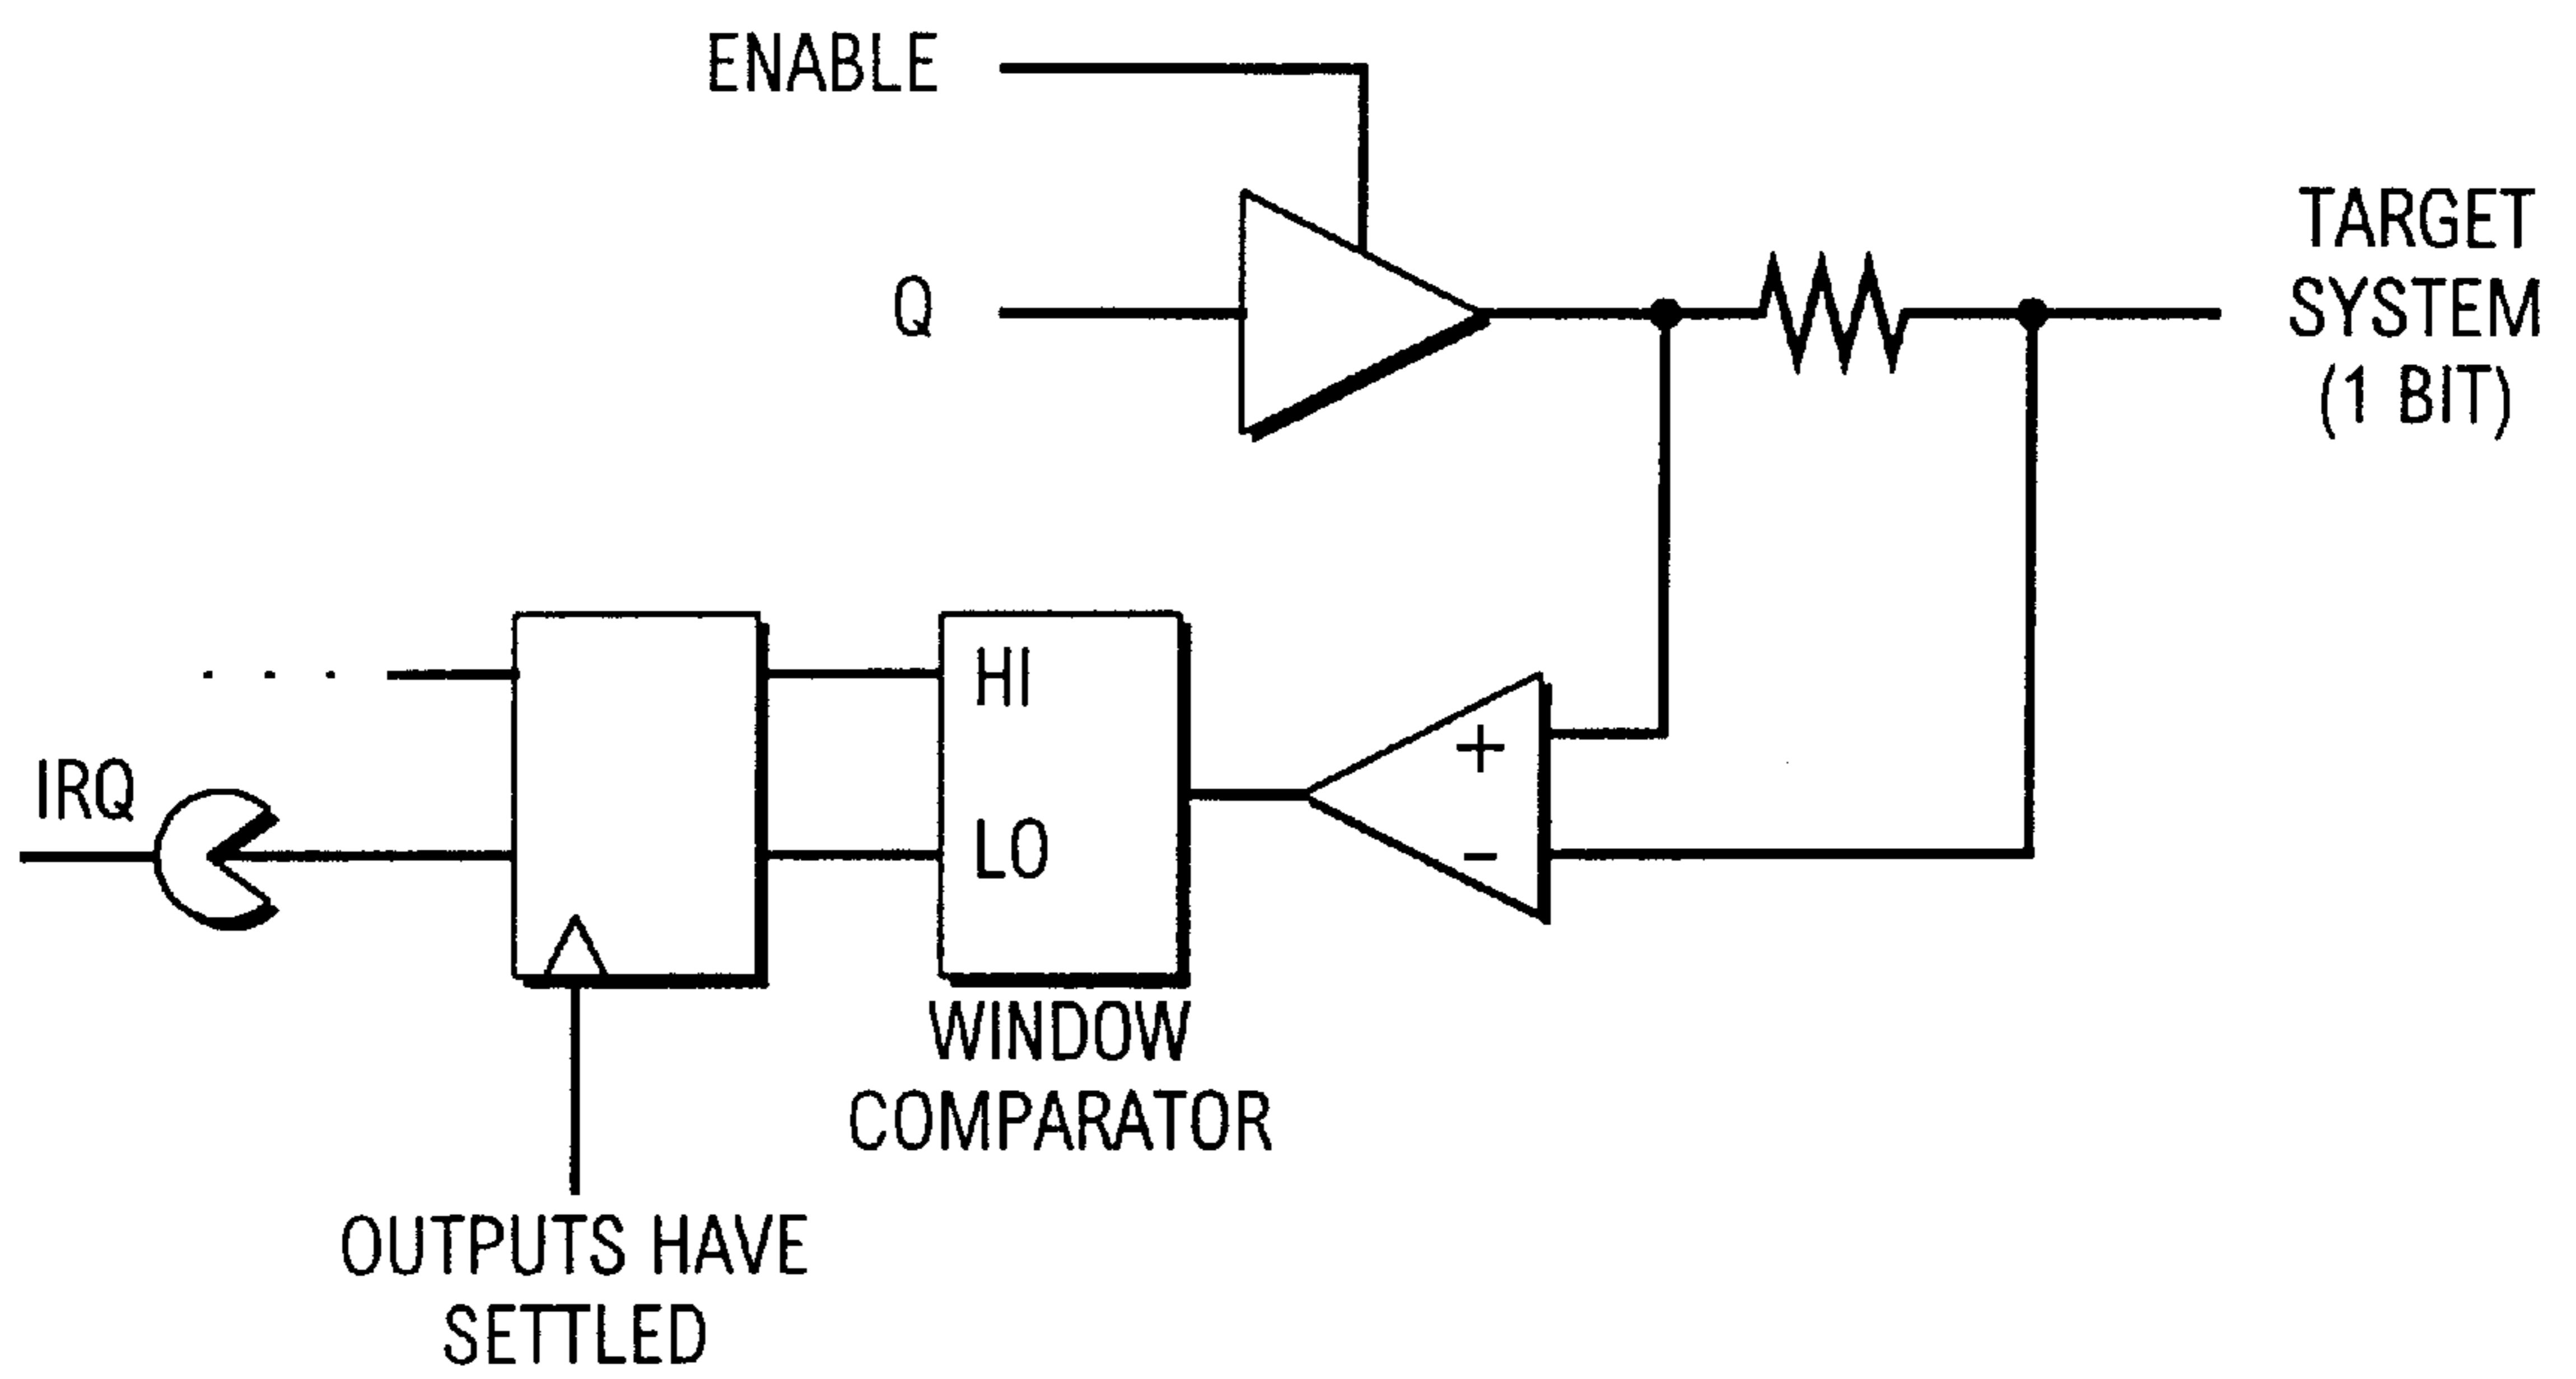 ENABLE
Q
TARGET
SYSTEM
(1 BIT)
HI
+
IRQ
LO
-
WINDOW
COMPARATOR
OUTPUTS HAVE
SETTLED